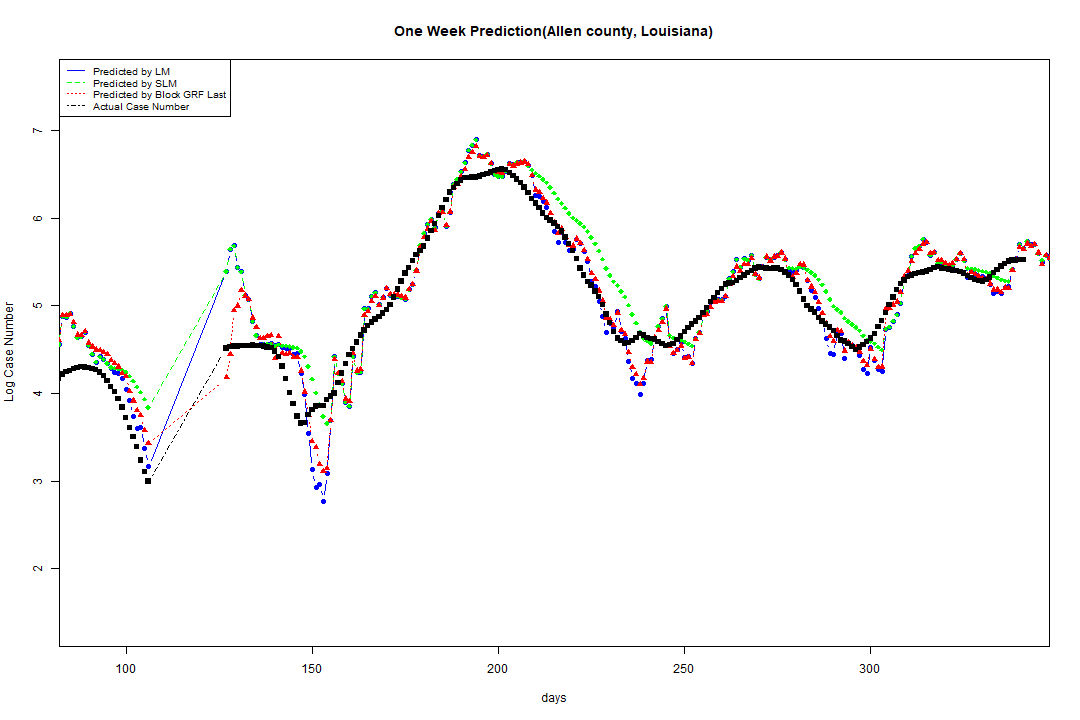 One Week Prediction(Allen county, Louisiana)
Predicted by LM
Predicted by SLM
Predicted by Block GRF Last
Actual Case Number
7
6
5
4
3
2
Log Case Number
100 150 200 250 300
days